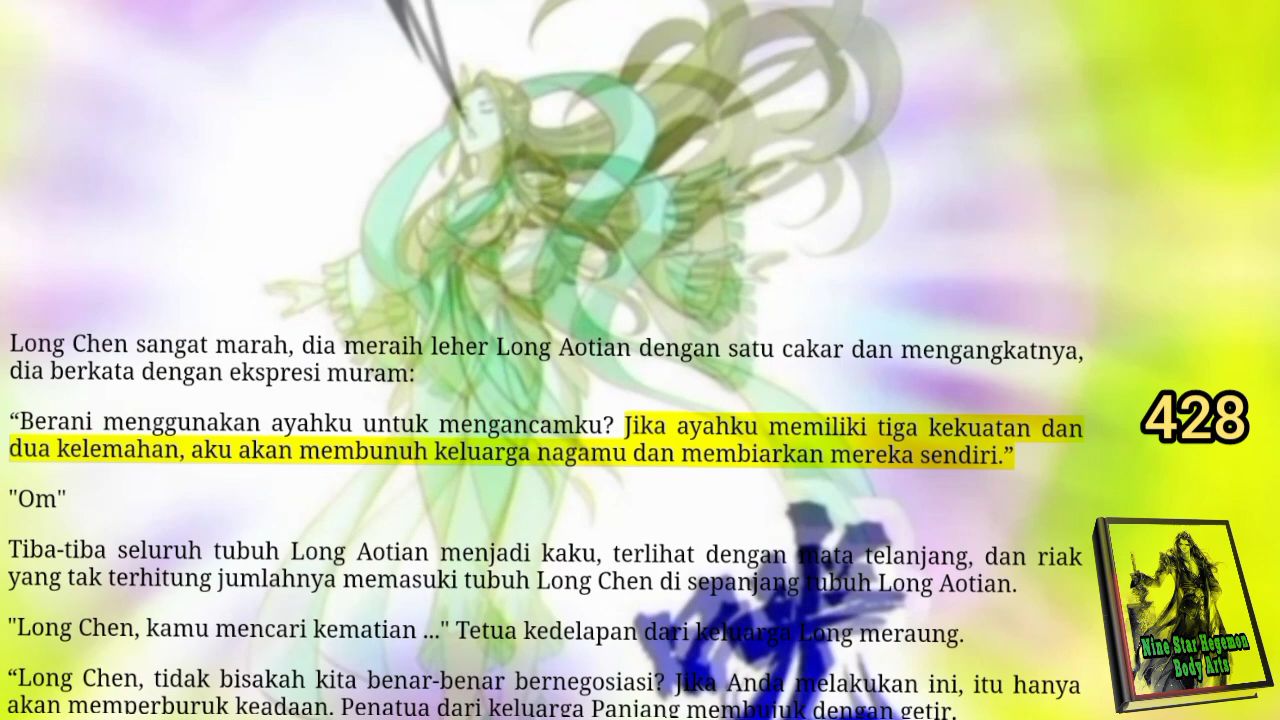 Long Chen sangat marah, dia meraih leher Long Aotian dengan satu cakar dan mengangkatnya,
dia berkata dengan ekspresi muram:
“Berani menggunakan ayahku untuk mengancamku? Jika ayahku memiliki tiga kekuatan dan
dua kelemahan, aku akan membunuh keluarga nagamu dan membiarkan mereka sendiri.”
428
"Om"
Tiba-tiba seluruh tubuh Long Aotian menjadi kaku, terlihat dengan mata telanjang, dan riak
yang tak terhitung jumlahnya memasuki tubuh Long Chen di sepanjang tubuh Long Aotian.
"Long Chen, kamu mencari kematian ..." Tetua kedelapan dari keluarga Long meraung.
“Long Chen, tidak bisakah kita benar-benar bernegosiasi? Jika Anda melakukan ini, itu hanya
akan memperburuk keadaan. Penatua dari keluarga Panjang membujuk dengan getir.
Nine Star Hegemon
Body Arts